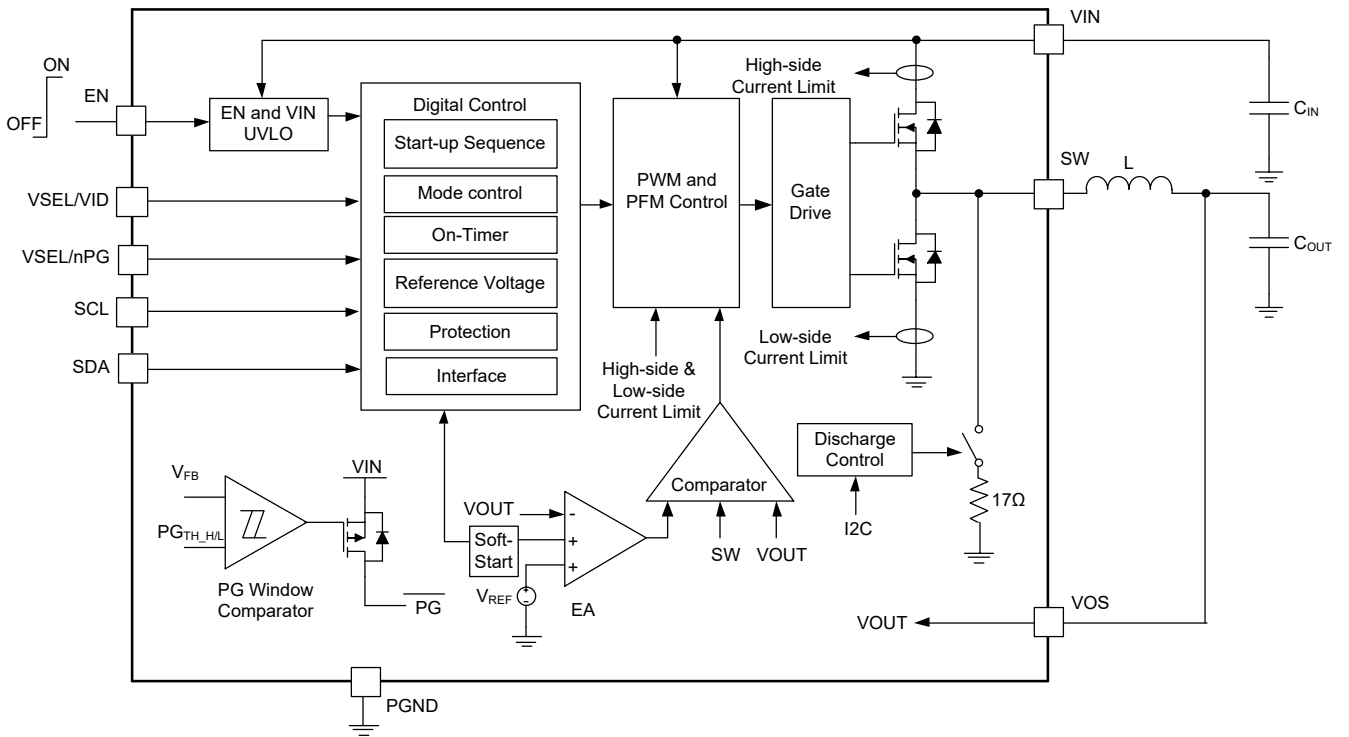 VIN
ON
OFF
EN
EN and VIN
UVLO
Digital Control
Start-up Sequence
Mode control
On-Timer
Reference Voltage
Protection
Interface
VSEL/VID
VSEL/nPG
SCL
SDA
PWM and
PFM Control
Gate
Drive
High-side
Current Limit
Low-side
Current Limit
High-side &
Low-side
Current Limit
SW
L
CIN
COUT
Comparator
SW
VOUT
Discharge
Control
I2C
17Ω
VFB
PGTH_H/L
PG Window
Comparator
VIN
PG
VOUT
-
+
+
Soft-
Start
VREF
+
-
EA
VOUT
VOS
PGND